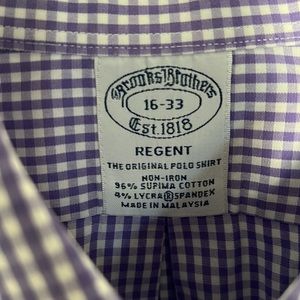 Brooks Brothers
16-33
Est. 1818
REGENT
THE ORIGINAL POLO SHIRT
NON-IRON
96% SUPIMA COTTON
4% LYCRA® SPANDEX
MADE IN MALAYSIA